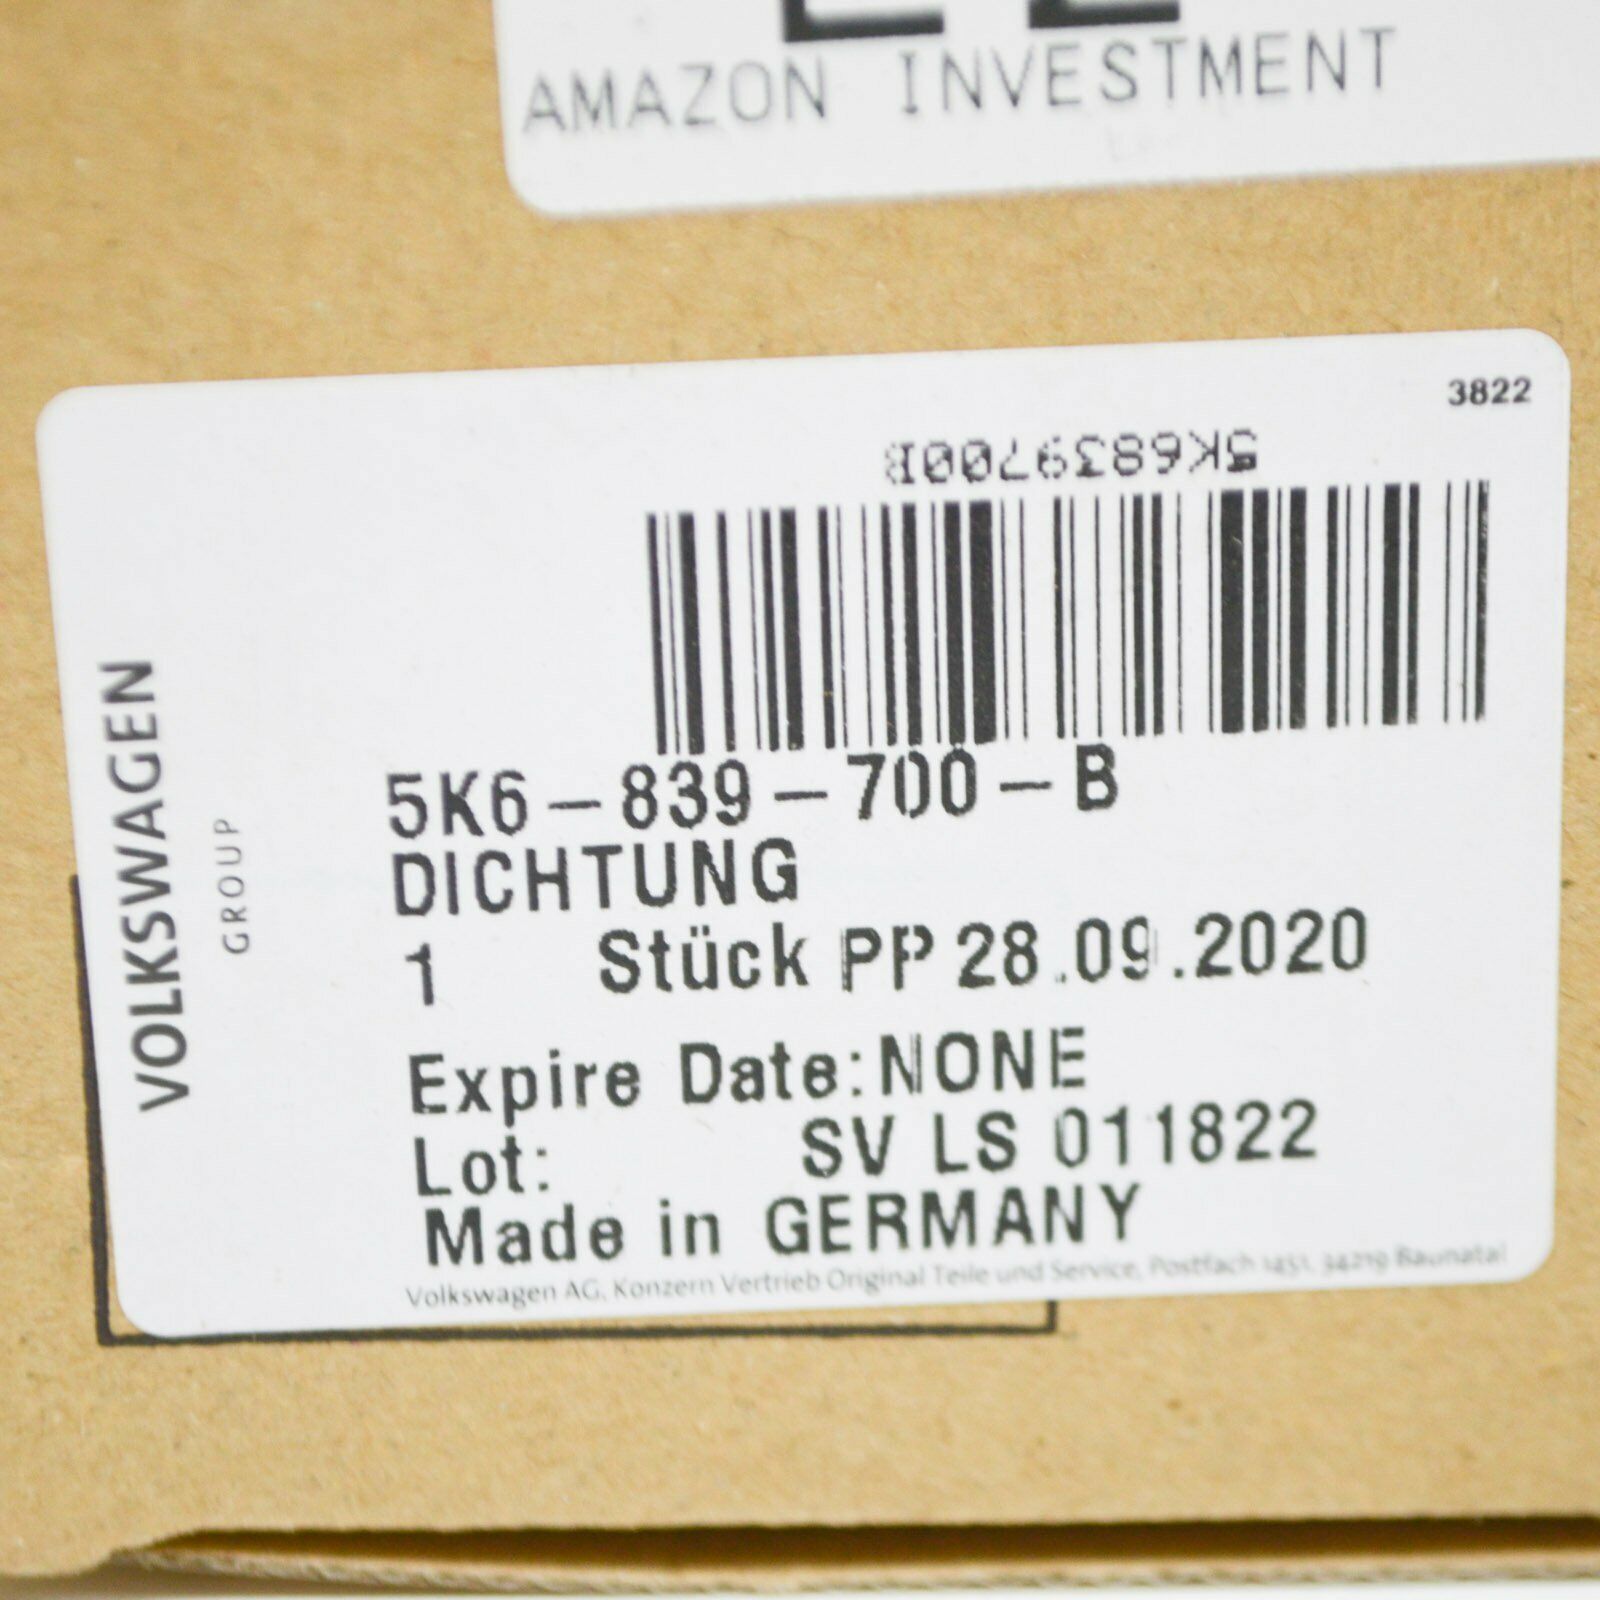 AMAZON INVESTMENT
3822
5K6839700B
VOLKSWAGEN
GROUP
5K6-839-700-B
DICHTUNG
1 Stück PP 28.09.2020
Expire Date:NONE
Lot: SV LS 011822
Made in GERMANY
Volkswagen AG, Konzern Vertrieb Original Teile und Service, Postfach 1451, 34219 Baunatal